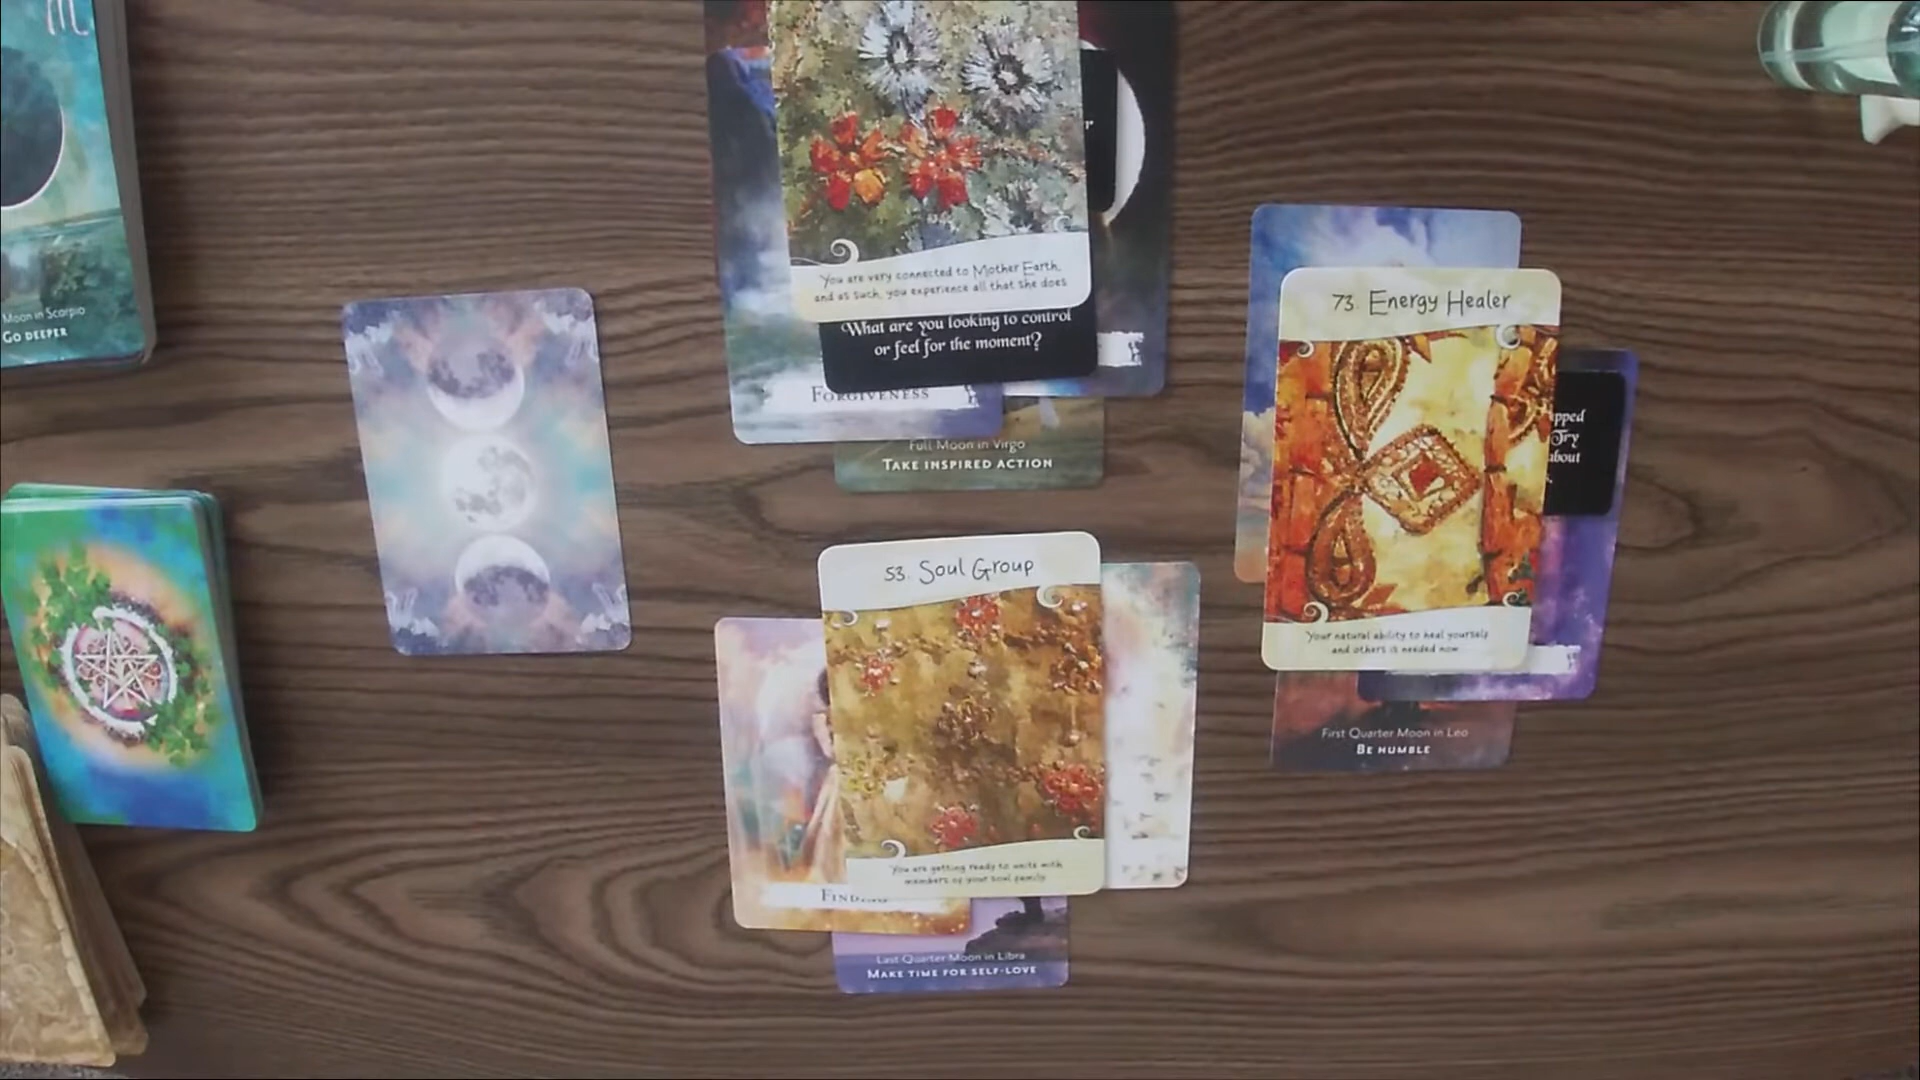 Moon in Scorpio
GO DEEPER
You are very connected to Mother Earth,
and as such, you experience all that she does
What are you looking to control
or feel for the moment?
FORGIVENESS
Full Moon in Virgo
TAKE INSPIRED ACTION
73. Energy Healer
Your natural ability to heal yourself
and others is needed now
Try
First Quarter Moon in Leo
BE HUMBLE
53. Soul Group
You are getting ready to unite with
members of your soul family
Last Quarter Moon in Libra
MAKE TIME FOR SELF-LOVE